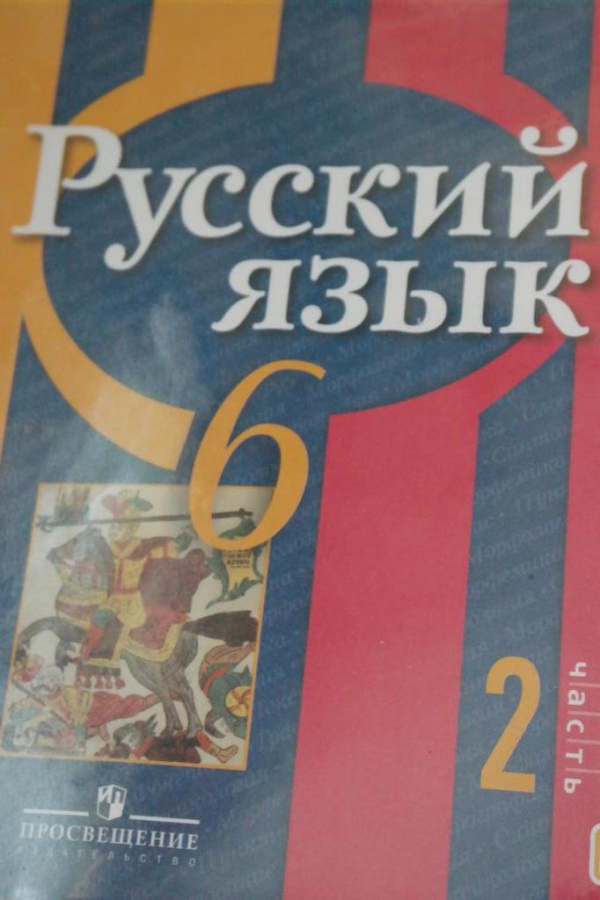 Русский
язык
6
2
часть
ПРОСВЕЩЕНИЕ
ИЗДАТЕЛЬСТВО